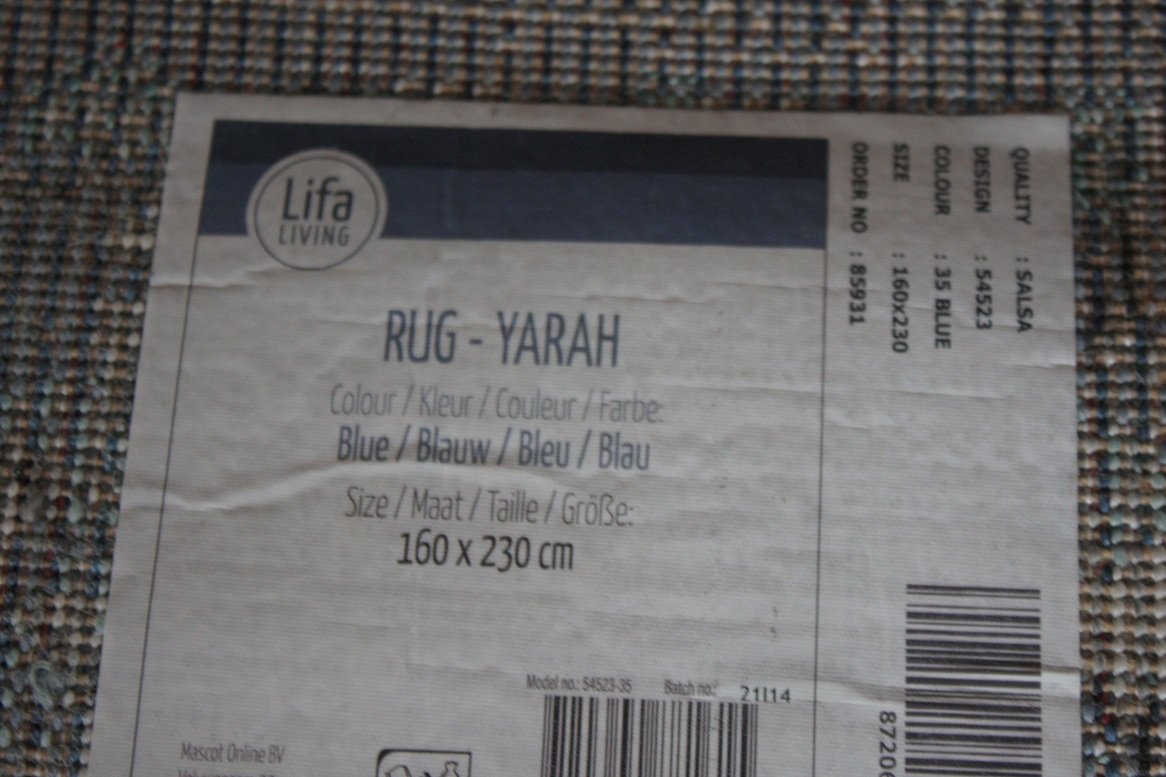 Lifa
LIVING
RUG - YARAH
Colour / Kleur / Couleur / Farbe:
Blue / Blauw / Bleu / Blau
Size / Maat / Taille / Größe:
160 x 230 cm
Model no.: 54523-35 Batch no.: 21I14
Mascot Online BV
QUALITY : SALSA
DESIGN : 54523
COLOUR : 35 BLUE
SIZE : 160x230
ORDER NO : 85931
8720